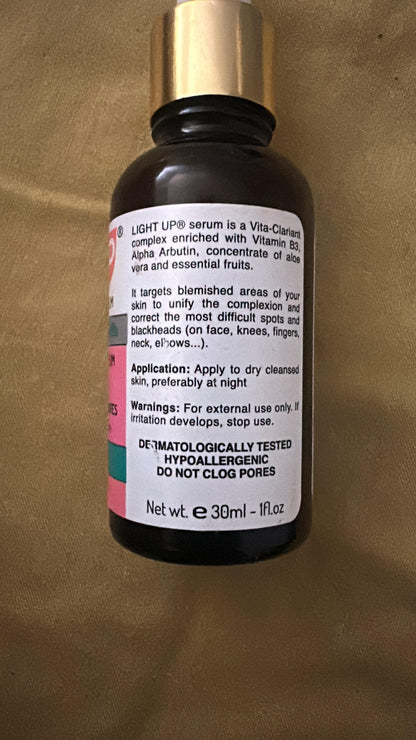 LIGHT UP® serum is a Vita-Clariant
complex enriched with Vitamin B3,
Alpha Arbutin, concentrate of aloe
vera and essential fruits.
It targets blemished areas of your
skin to unify the complexion and
correct the most difficult spots and
blackheads (on face, knees, fingers,
neck, elbows...).
Application: Apply to dry cleansed
skin, preferably at night
Warnings: For external use only. If
irritation develops, stop use.
DERMATOLOGICALLY TESTED
HYPOALLERGENIC
DO NOT CLOG PORES
Net wt. e 30ml - 1fl.oz